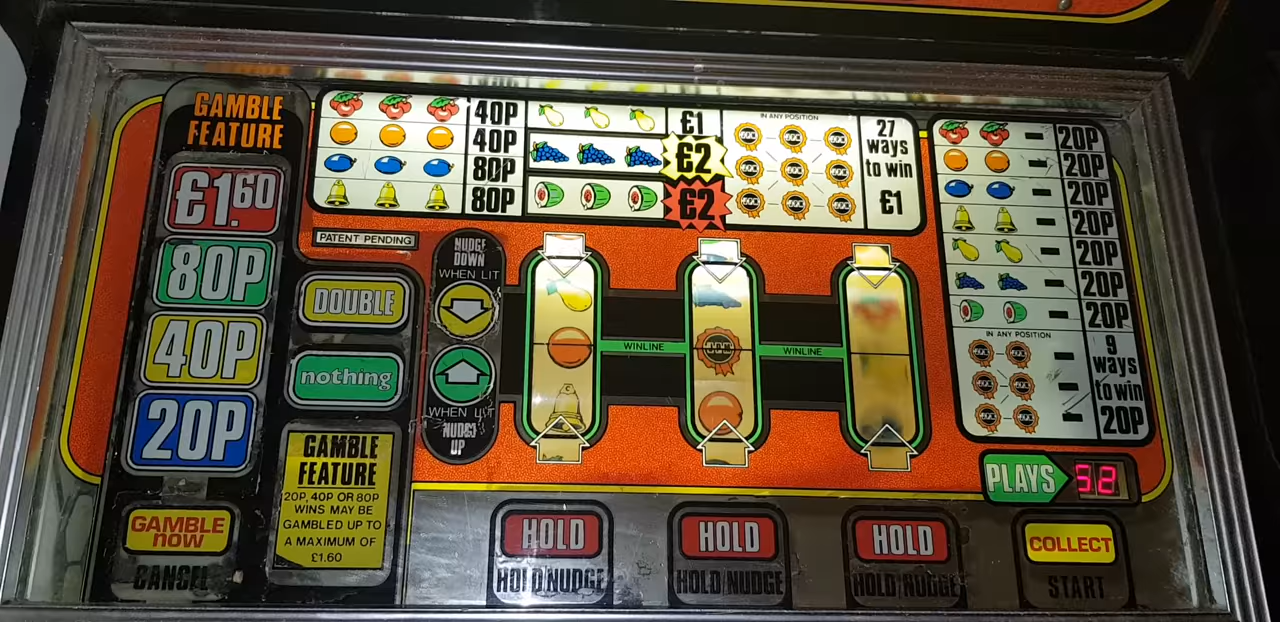 GAMBLE
FEATURE
£1.60
80P
40P
20P
GAMBLE
NOW
CANCEL
PATENT PENDING
DOUBLE
nothing
GAMBLE
FEATURE
20P, 40P OR 80P
WINS MAY BE
GAMBLED UP TO
A MAXIMUM OF
£1.60
NUDGE
DOWN
WHEN LIT
WHEN LIT
NUDGE
UP
40P
40P
80P
80P
£1
£2
£2
IN ANY POSITION
27
ways
to win
£1
WINLINE
WINLINE
20P
20P
20P
20P
20P
20P
20P
IN ANY POSITION
9
ways
to win
20P
PLAYS
52
HOLD
HOLD/NUDGE
HOLD
HOLD/NUDGE
HOLD
HOLD/NUDGE
COLLECT
START